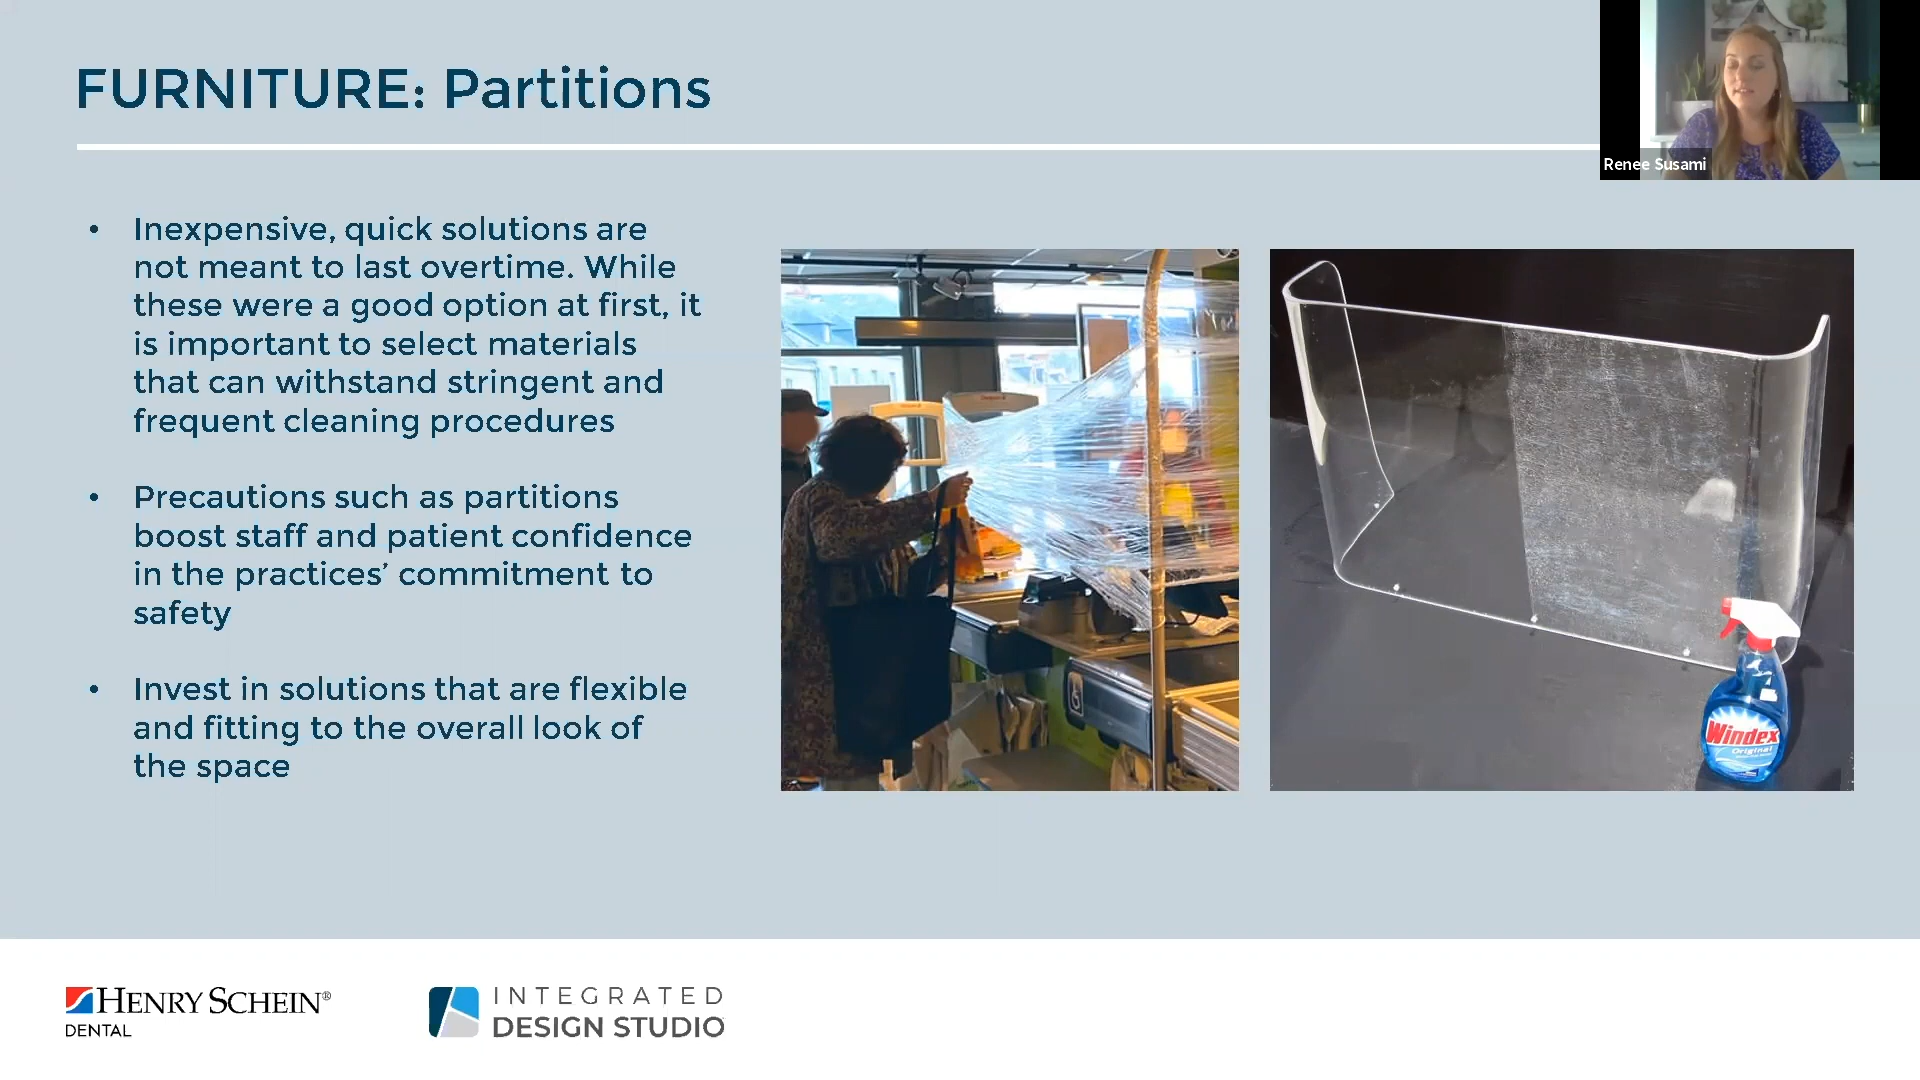 FURNITURE: Partitions
Renee Susami
• Inexpensive, quick solutions are
not meant to last overtime. While
these were a good option at first, it
is important to select materials
that can withstand stringent and
frequent cleaning procedures
• Precautions such as partitions
boost staff and patient confidence
in the practices’ commitment to
safety
• Invest in solutions that are flexible
and fitting to the overall look of
the space
Windex
Original
HENRY SCHEIN®
DENTAL
INTEGRATED
DESIGN STUDIO